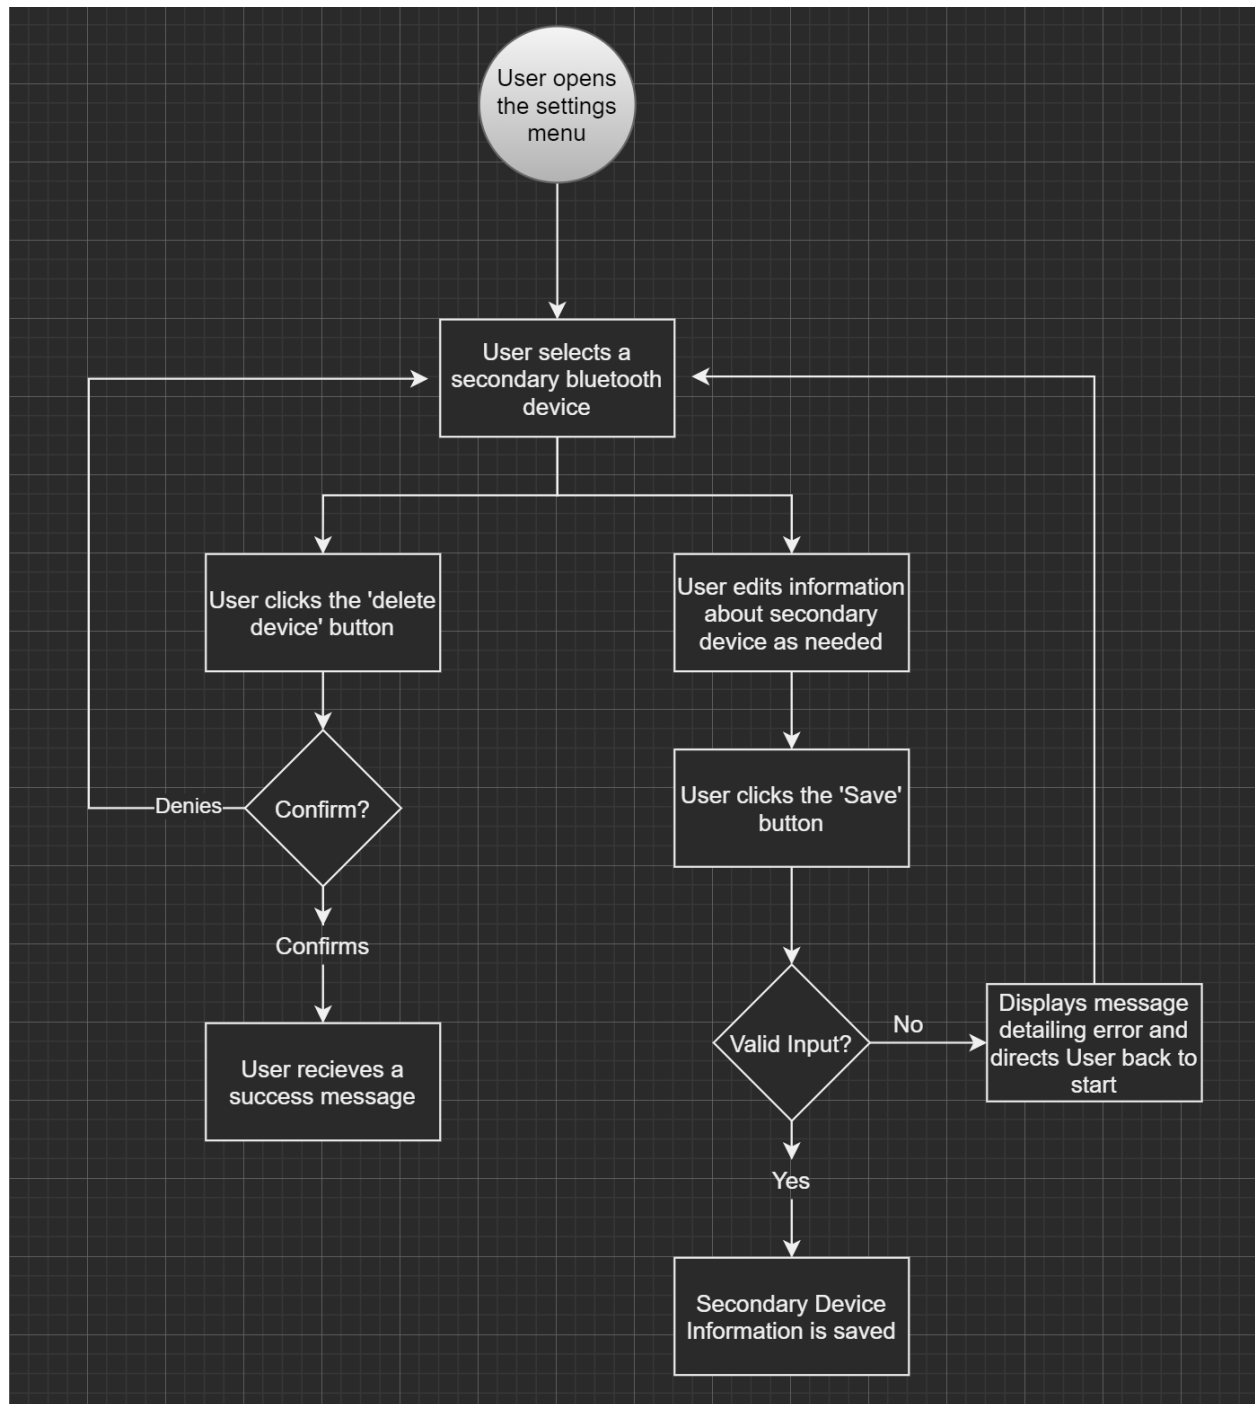 User opens
the settings
menu
User selects a
secondary bluetooth
device
User clicks the 'delete
device' button
User edits information
about secondary
device as needed
Denies
Confirm?
User clicks the 'Save'
button
Confirms
Valid Input?
No
Displays message
detailing error and
directs User back to
start
User recieves a
success message
Yes
Secondary Device
Information is saved